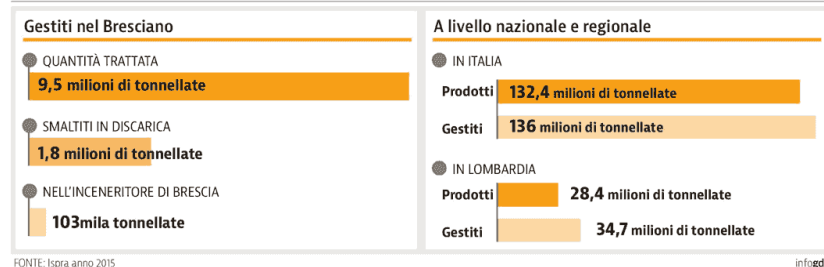 Gestiti nel Bresciano
QUANTITÀ TRATTATA
9,5 milioni di tonnellate
SMALTITI IN DISCARICA
1,8 milioni di tonnellate
NELL'INCENERITORE DI BRESCIA
103mila tonnellate
A livello nazionale e regionale
IN ITALIA
Prodotti 132,4 milioni di tonnellate
Gestiti 136 milioni di tonnellate
IN LOMBARDIA
Prodotti 28,4 milioni di tonnellate
Gestiti 34,7 milioni di tonnellate
FONTE: Ispra anno 2015
infogd